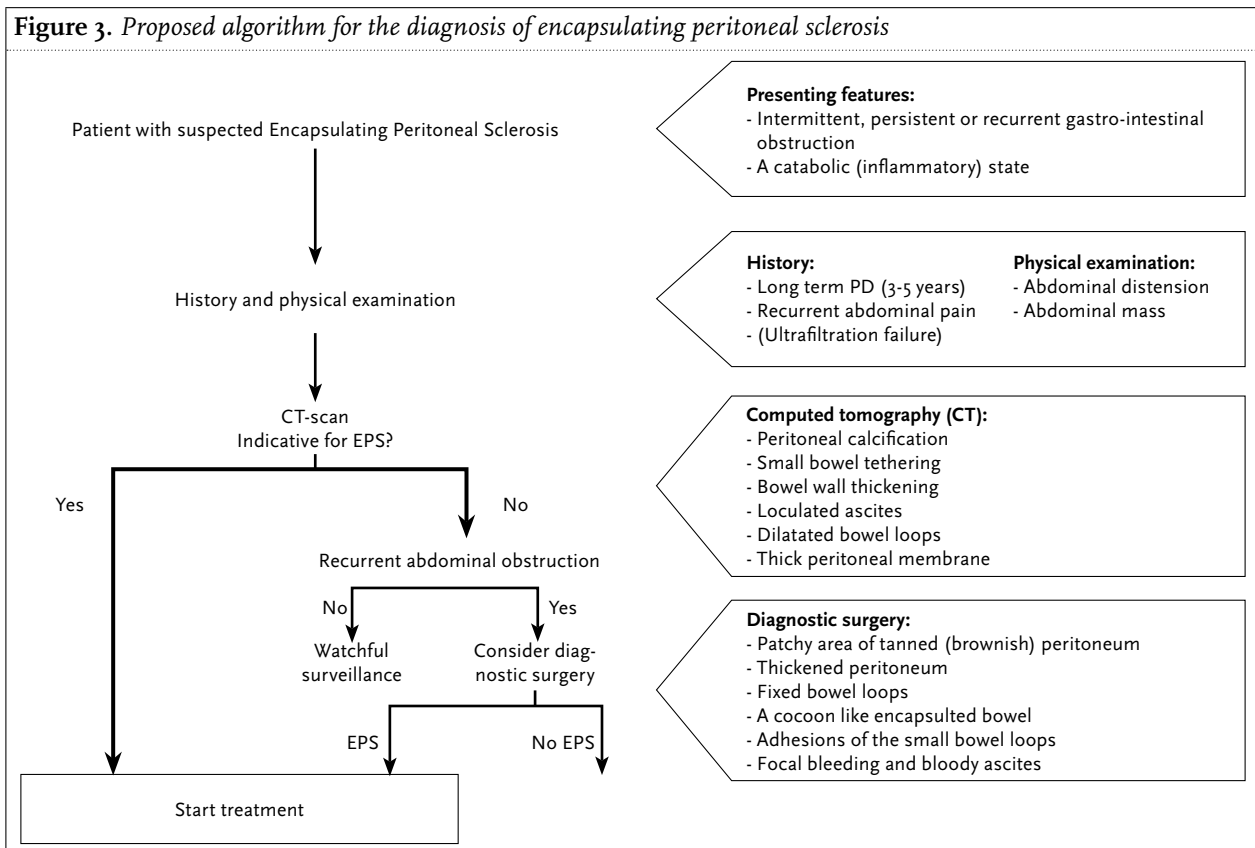 Figure 3. Proposed algorithm for the diagnosis of encapsulating peritoneal sclerosis
Patient with suspected Encapsulating Peritoneal Sclerosis
Presenting features:
- Intermittent, persistent or recurrent gastro-intestinal
obstruction
- A catabolic (inflammatory) state
History and physical examination
History:
- Long term PD (3-5 years)
- Recurrent abdominal pain
- (Ultrafiltration failure)
Physical examination:
- Abdominal distension
- Abdominal mass
CT-scan
Indicative for EPS?
Yes
No
Computed tomography (CT):
- Peritoneal calcification
- Small bowel tethering
- Bowel wall thickening
- Loculated ascites
- Dilatated bowel loops
- Thick peritoneal membrane
Recurrent abdominal obstruction
No
Yes
Watchful
surveillance
Consider diag-
nostic surgery
EPS
No EPS
Diagnostic surgery:
- Patchy area of tanned (brownish) peritoneum
- Thickened peritoneum
- Fixed bowel loops
- A cocoon like encapsulted bowel
- Adhesions of the small bowel loops
- Focal bleeding and bloody ascites
Start treatment